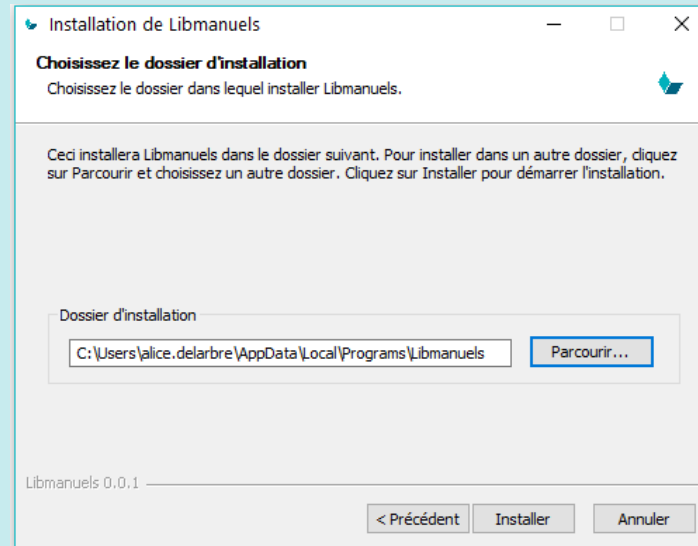 Installation de Libmanuels
Choisissez le dossier d'installation
Choisissez le dossier dans lequel installer Libmanuels.
Ceci installera Libmanuels dans le dossier suivant. Pour installer dans un autre dossier, cliquez
sur Parcourir et choisissez un autre dossier. Cliquez sur Installer pour démarrer l'installation.
Dossier d'installation
C:\Users\alice.delarbre\AppData\Local\Programs\Libmanuels
Parcourir...
Libmanuels 0.0.1
< Précédent
Installer
Annuler